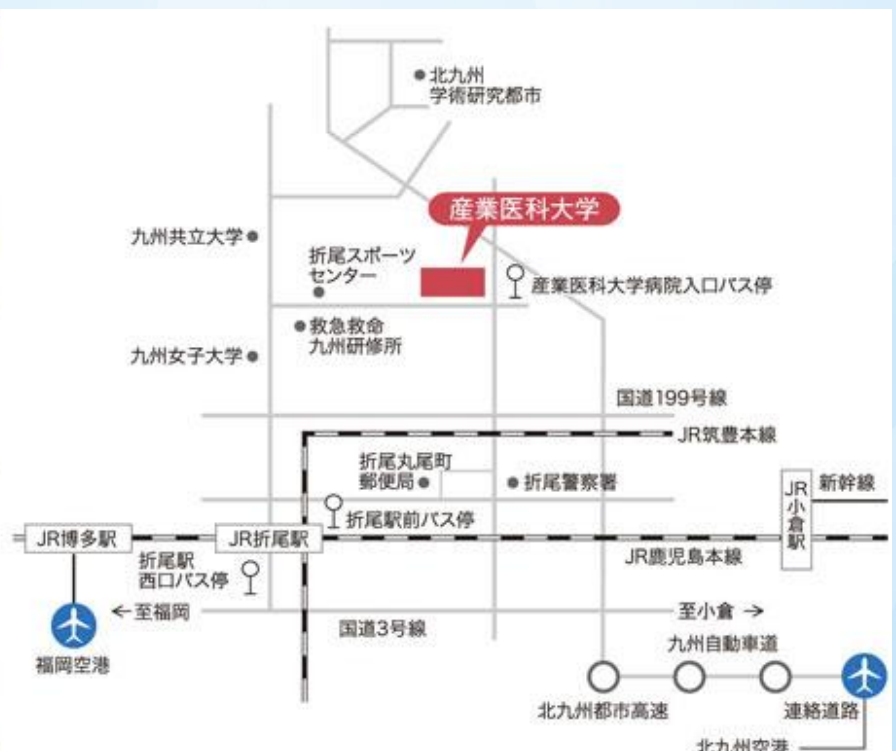 北九州
学術研究都市
産業医科大学
九州共立大学
折尾スポーツ
センター
産業医科大学病院入口バス停
救急救命
九州研修所
九州女子大学
国道199号線
JR筑豊本線
折尾丸尾町
郵便局
折尾警察署
JR小倉駅
新幹線
折尾駅前バス停
JR博多駅
JR折尾駅
折尾駅
西口バス停
JR鹿児島本線
←至福岡
至小倉→
国道3号線
福岡空港
九州自動車道
北九州都市高速
連絡道路
北九州空港